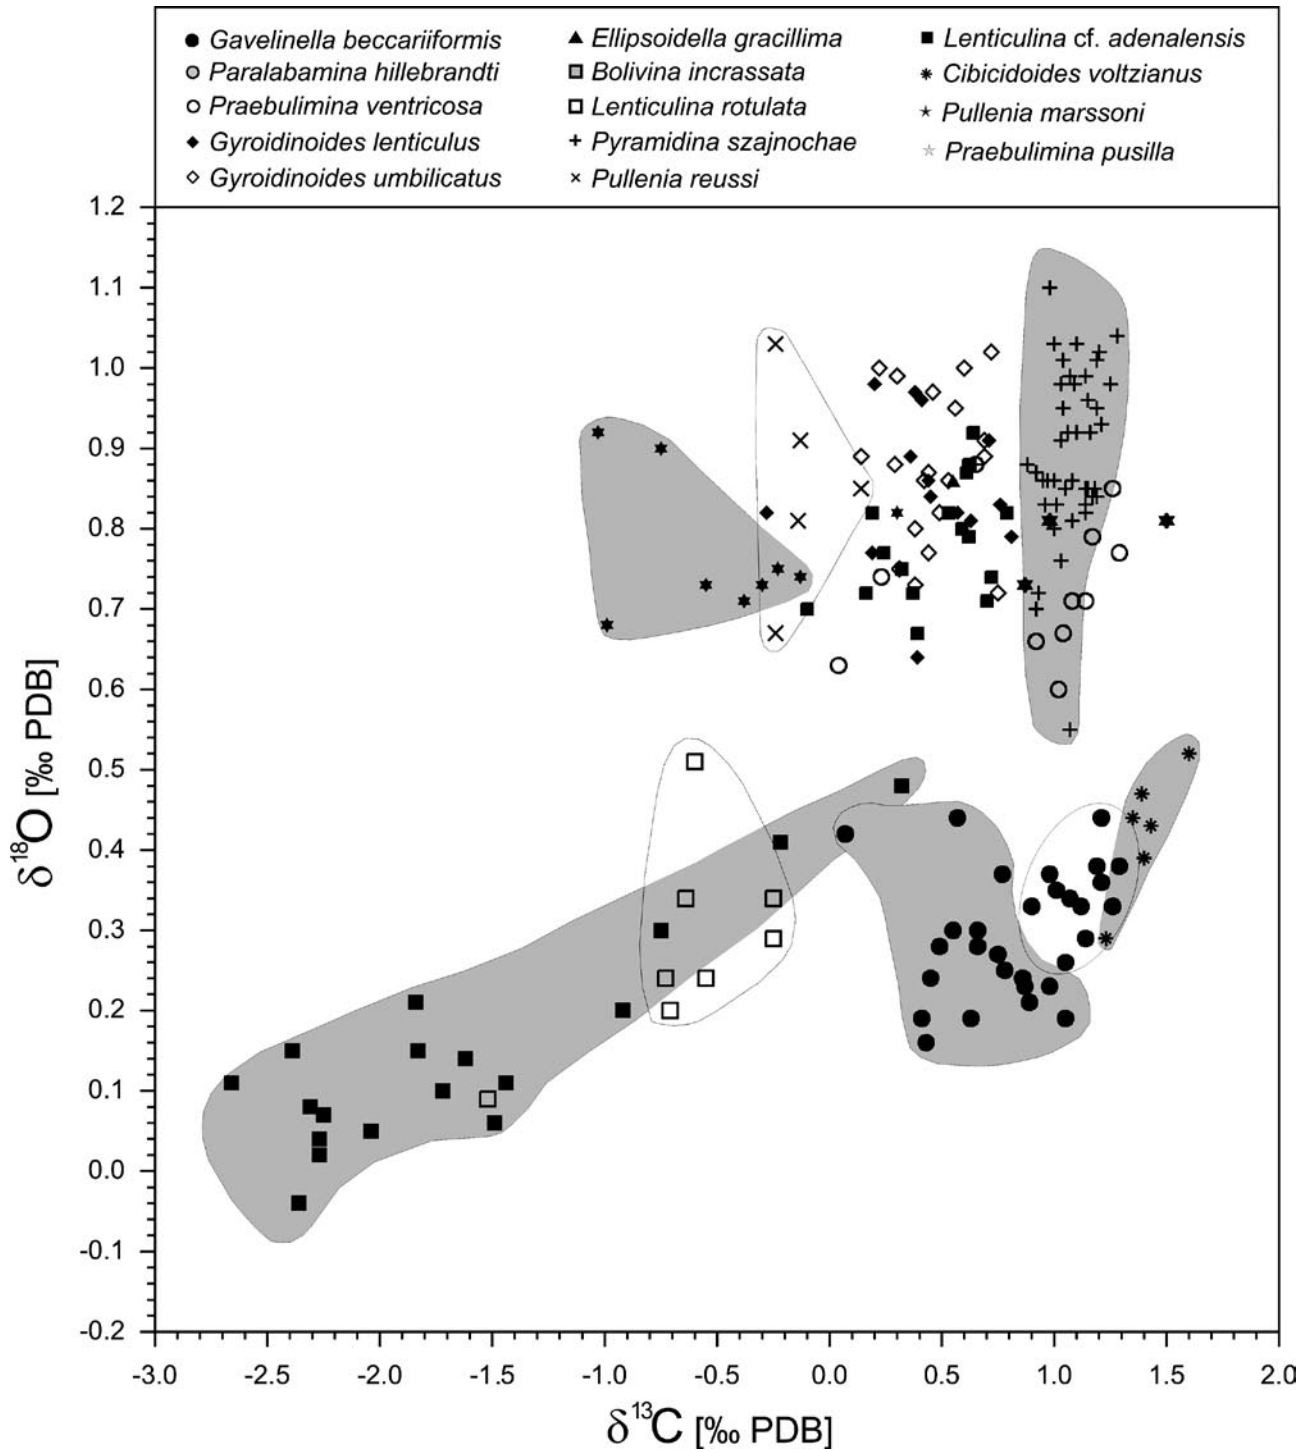 Gavelinella beccariiformis
Paralabamina hillebrandti
Praebulimina ventricosa
Gyroidinoides lenticulus
Gyroidinoides umbilicatus
Ellipsoidella gracillima
Bolivina incrassata
Lenticulina rotulata
Pyramidina szajnochae
Pullenia reussi
Lenticulina cf. adenalensis
Cibicidoides voltzianus
Pullenia marssoni
Praebulimina pusilla
1.2
1.1
1.0
0.9
0.8
0.7
0.6
0.5
0.4
0.3
0.2
0.1
0.0
-0.1
-0.2
δ18O [‰ PDB]
-3.0 -2.5 -2.0 -1.5 -1.0 -0.5 0.0 0.5 1.0 1.5 2.0
δ13C [‰ PDB]